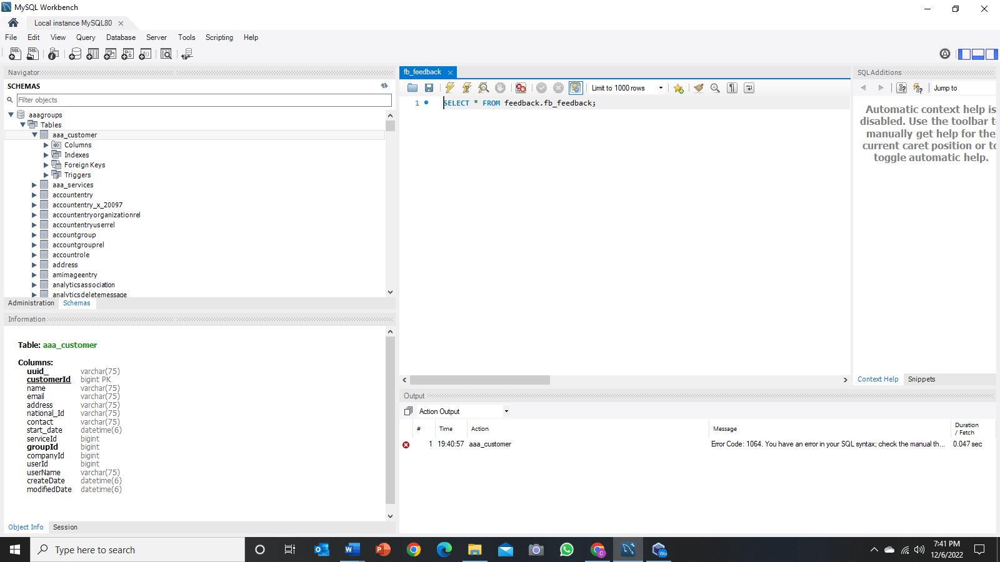 MySQL Workbench
Local instance MySQL80
File Edit View Query Database Server Tools Scripting Help
Navigator
SCHEMAS
Filter objects
aaagroups
Tables
aaa_customer
Columns
Indexes
Foreign Keys
Triggers
aaa_services
accountentry
accountentry_x_20097
accountentryorganizationrel
accountentryuserrel
accountgroup
accountgrouprel
accountrole
address
amimageentry
analyticsassociation
analyticsdeletemessage
Administration Schemas
Information
Table: aaa_customer
Columns:
uuid_ varchar(75)
customerId bigint PK
name varchar(75)
email varchar(75)
address varchar(75)
national_Id varchar(75)
contact varchar(75)
start_date datetime(6)
serviceId bigint
groupId bigint
companyId bigint
userId bigint
userName varchar(75)
createDate datetime(6)
modifiedDate datetime(6)
Object Info Session
fb_feedback
Limit to 1000 rows
1 SELECT * FROM feedback.fb_feedback;
SQLAdditions
Jump to
Automatic context help is
disabled. Use the toolbar t
manually get help for the
current caret position or to
toggle automatic help.
Context Help Snippets
Output
Action Output
# Time Action Message Duration / Fetch
1 19:40:57 aaa_customer Error Code: 1064. You have an error in your SQL syntax; check the manual th... 0.047 sec
Type here to search
7:41 PM
12/6/2022